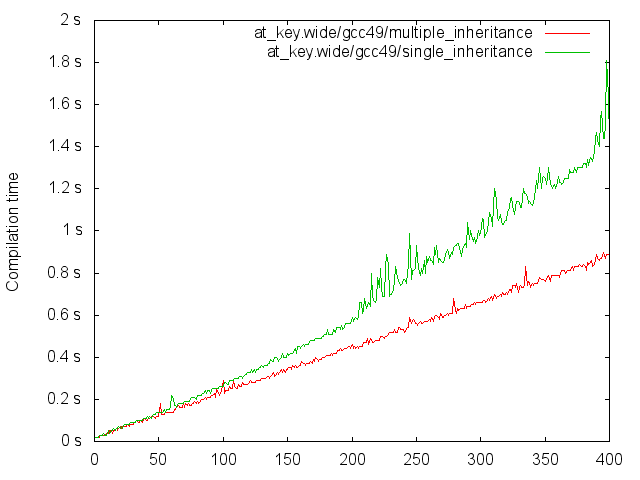 at_key.wide/gcc49/multiple_inheritance
at_key.wide/gcc49/single_inheritance
Compilation time
2 s
1.8 s
1.6 s
1.4 s
1.2 s
1 s
0.8 s
0.6 s
0.4 s
0.2 s
0 s
0 50 100 150 200 250 300 350 400